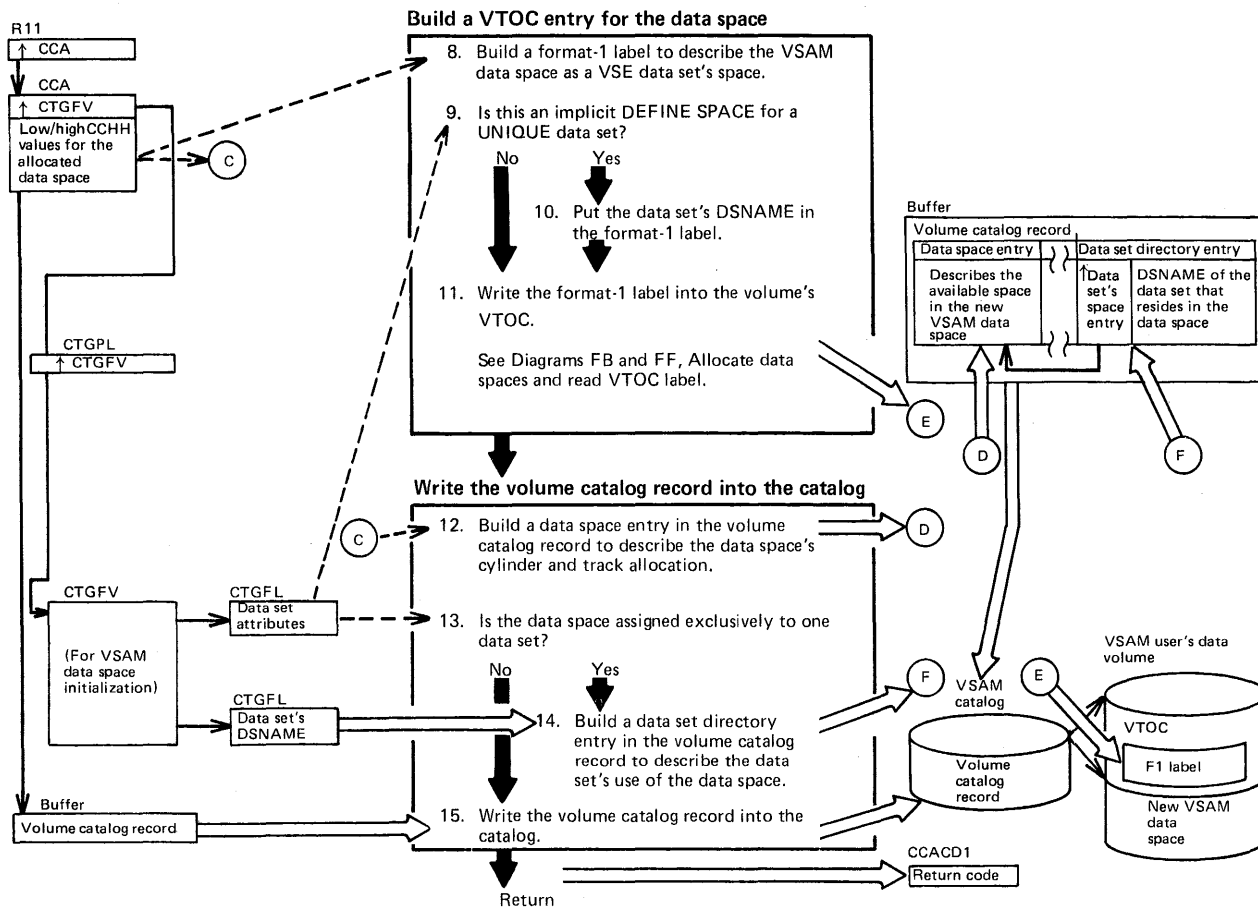 R11
↑ CCA
CCA
↑ CTGFV
Low/high CCHH
values for the
allocated
data space
C
CTGPL
↑ CTGFV
CTGFV
(For VSAM
data space
initialization)
CTGFL
Data set
attributes
CTGFL
Data set's
DSNAME
Buffer
Volume catalog record
Build a VTOC entry for the data space
8. Build a format-1 label to describe the VSAM
data space as a VSE data set's space.
9. Is this an implicit DEFINE SPACE for a
UNIQUE data set?
No Yes
10. Put the data set's DSNAME in
the format-1 label.
11. Write the format-1 label into the volume's
VTOC.
See Diagrams FB and FF, Allocate data
spaces and read VTOC label.
E
Write the volume catalog record into the catalog
C
12. Build a data space entry in the volume
catalog record to describe the data space's
cylinder and track allocation.
D
13. Is the data space assigned exclusively to one
data set?
No Yes
14. Build a data set directory
entry in the volume catalog
record to describe the data
set's use of the data space.
F
15. Write the volume catalog record into the
catalog.
Return
CCACD1
Return code
Buffer
Volume catalog record
Data space entry
Data set directory entry
Describes the
available space
in the new
VSAM data
space
↑Data
set's
space
entry
DSNAME of the
data set that
resides in the
data space
D
F
VSAM
catalog
Volume
catalog
record
E
VSAM user's data
volume
VTOC
F1 label
New VSAM
data
space